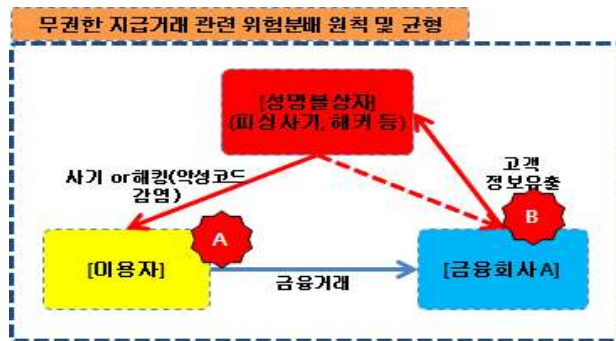 무권한 지급거래 관련 위험분배 원칙 및 균형
[성명불상자]
(피싱사기, 해커 등)
사기 or해킹(악성코드
감염)
고객
정보유출
A
B
[이용자]
금융거래
[금융회사A]